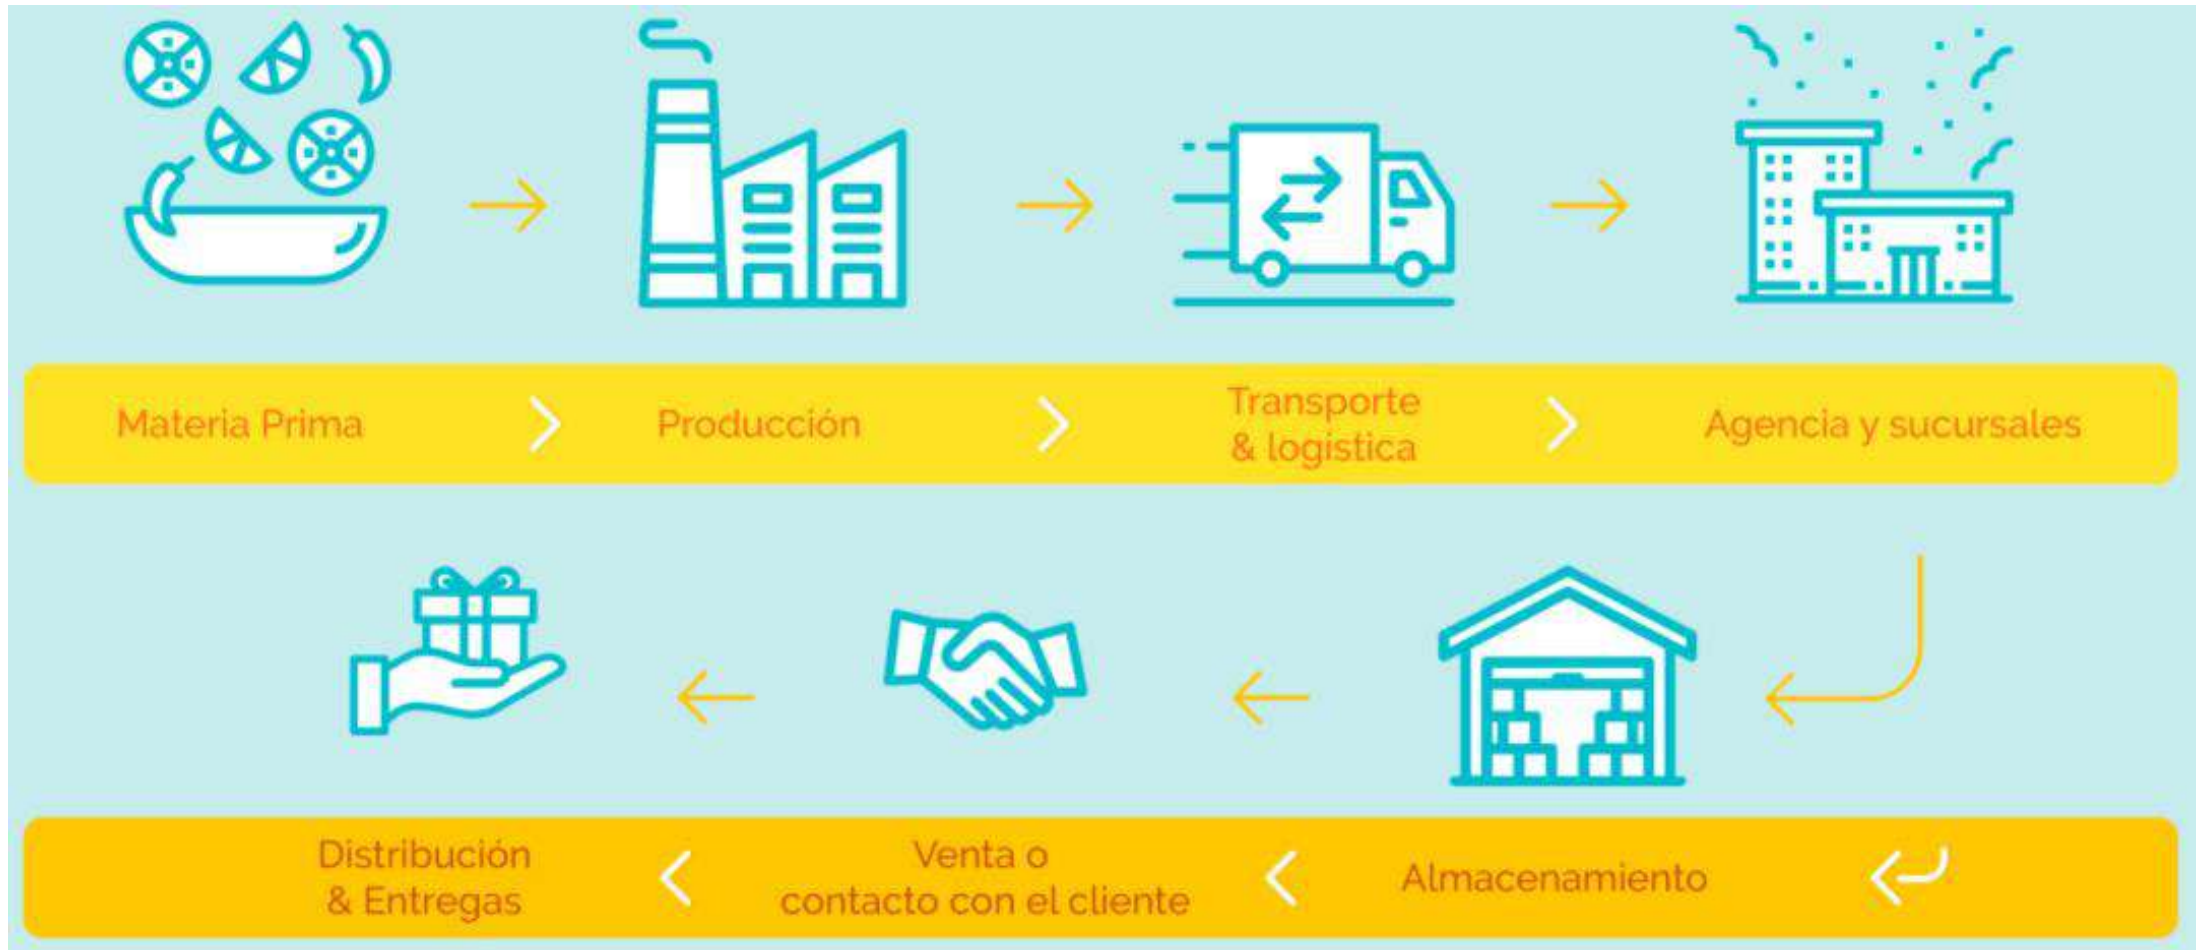 Materia Prima
Producción
Transporte
& logística
Agencia y sucursales
Distribución
& Entregas
Venta o
contacto con el cliente
Almacenamiento